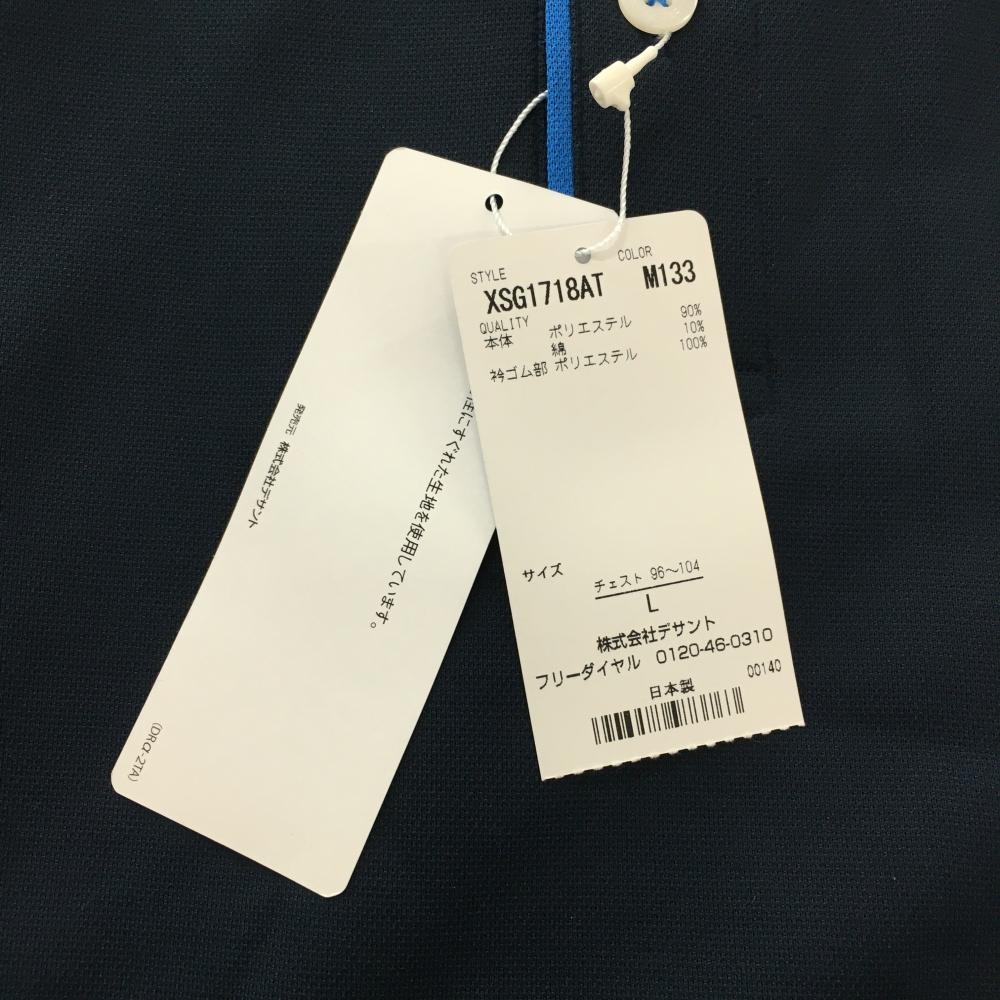 STYLE COLOR
XSG1718AT M133
QUALITY
本体 ポリエステル 90%
綿 10%
衿ゴム部 ポリエステル 100%
サイズ
チェスト 96～104
L
株式会社デサント
フリーダイヤル 0120-46-0310
00140
日本製
にすぐれた生地を使用しています。
発売元 株式会社デサント
(DRα-2TA)